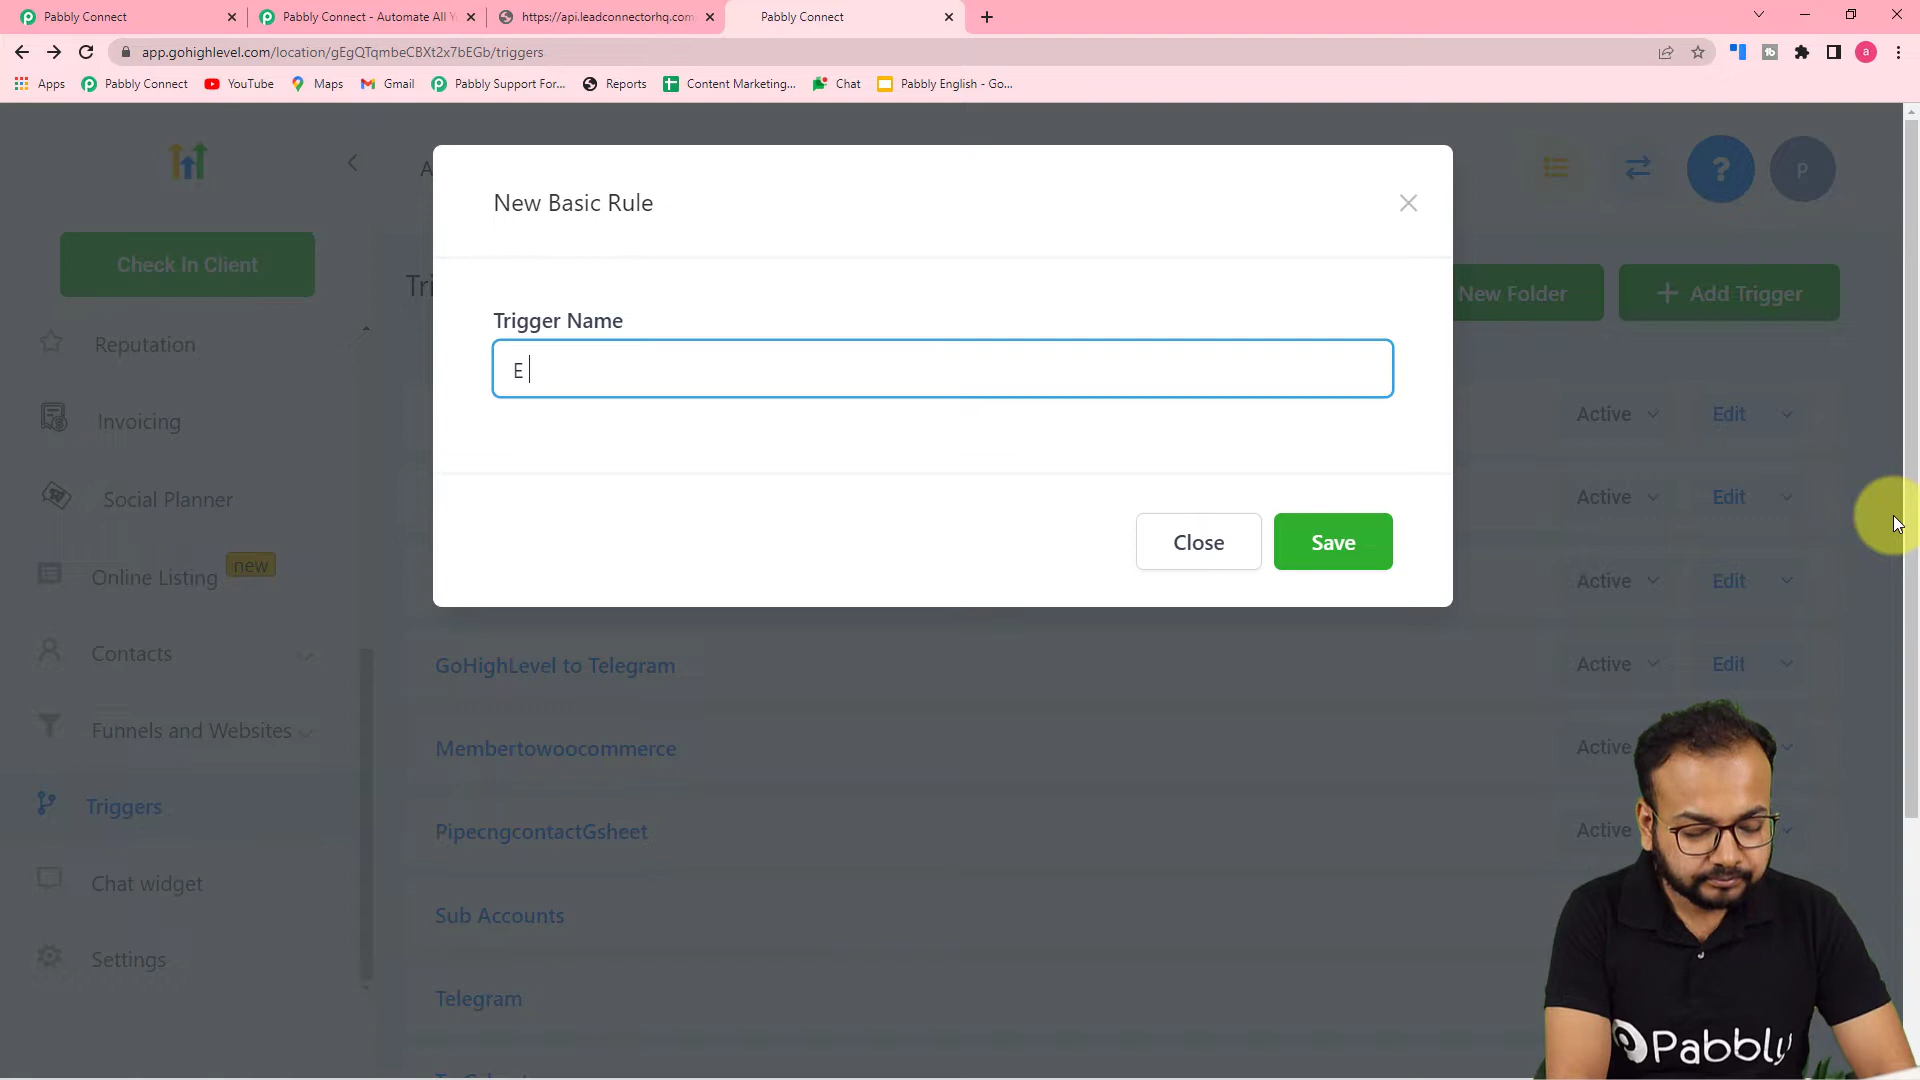 Pabbly Connect
Pabbly Connect - Automate All Y
https://api.leadconnectorhq.com
Pabbly Connect
app.gohighlevel.com/location/gEgQTqmbeCBXt2x7bEGb/triggers
a
Apps
Pabbly Connect
YouTube
Maps
Gmail
Pabbly Support For...
Reports
Content Marketing...
Chat
Pabbly English - Go...
A
New Basic Rule
?
P
Check In Client
Tri
New Folder
+ Add Trigger
Trigger Name
E
Reputation
Active
Edit
Invoicing
Active
Edit
Social Planner
Close
Save
Online Listing
new
Active
Edit
Contacts
GoHighLevel to Telegram
Active
Edit
Funnels and Websites
Membertowoocommerce
Active
Triggers
PipecngcontactGsheet
Active
Chat widget
Sub Accounts
Settings
Telegram
Pabbly